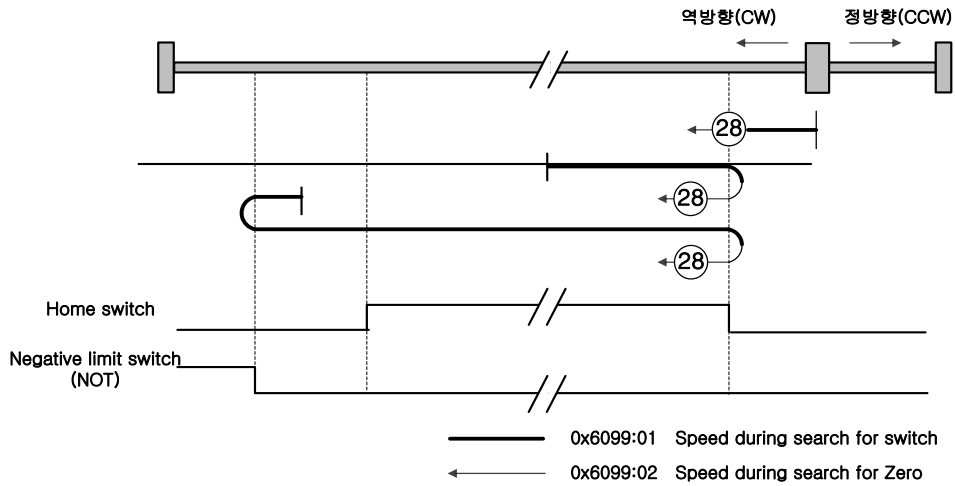 역방향(CW)
정방향(CCW)
28
28
28
Home switch
Negative limit switch
(NOT)
0x6099:01 Speed during search for switch
0x6099:02 Speed during search for Zero